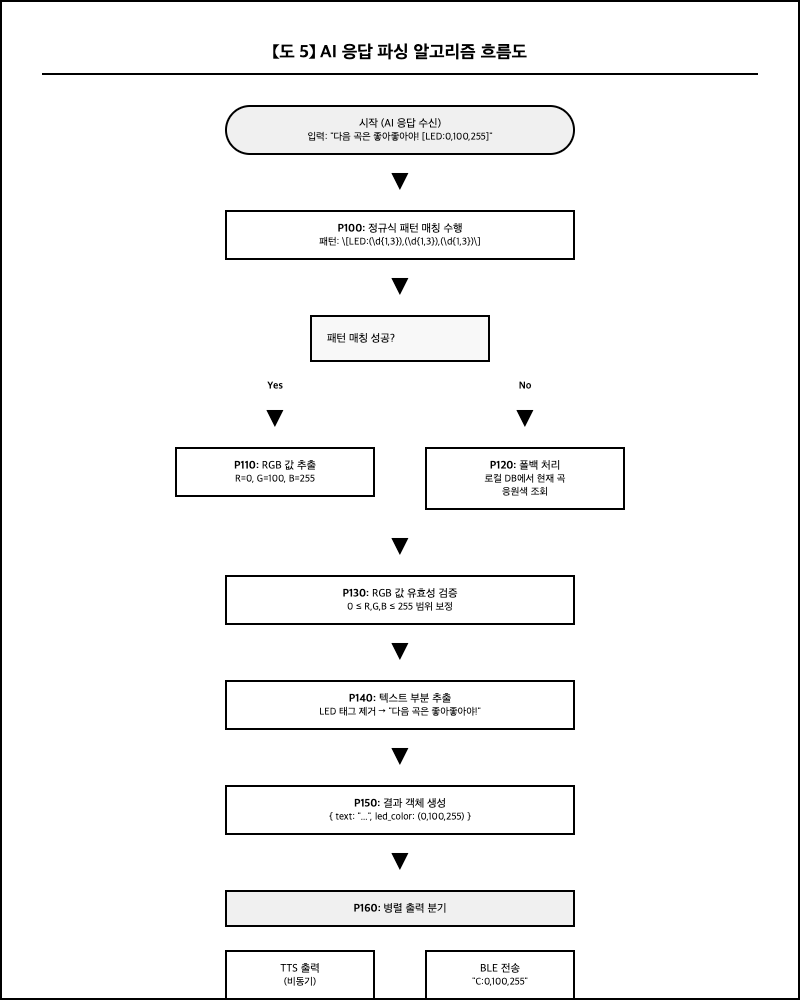 【도 5】 AI 응답 파싱 알고리즘 흐름도
시작 (AI 응답 수신)
입력: "다음 곡은 좋아좋아야! [LED:0,100,255]"
P100: 정규식 패턴 매칭 수행
패턴: \[LED:(\d{1,3}),(\d{1,3}),(\d{1,3})\]
패턴 매칭 성공?
Yes
No
P110: RGB 값 추출
R=0, G=100, B=255
P120: 폴백 처리
로컬 DB에서 현재 곡
응원색 조회
P130: RGB 값 유효성 검증
0 ≤ R,G,B ≤ 255 범위 보정
P140: 텍스트 부분 추출
LED 태그 제거 → "다음 곡은 좋아좋아야!"
P150: 결과 객체 생성
{ text: "...", led_color: (0,100,255) }
P160: 병렬 출력 분기
TTS 출력
(비동기)
BLE 전송
"C:0,100,255"